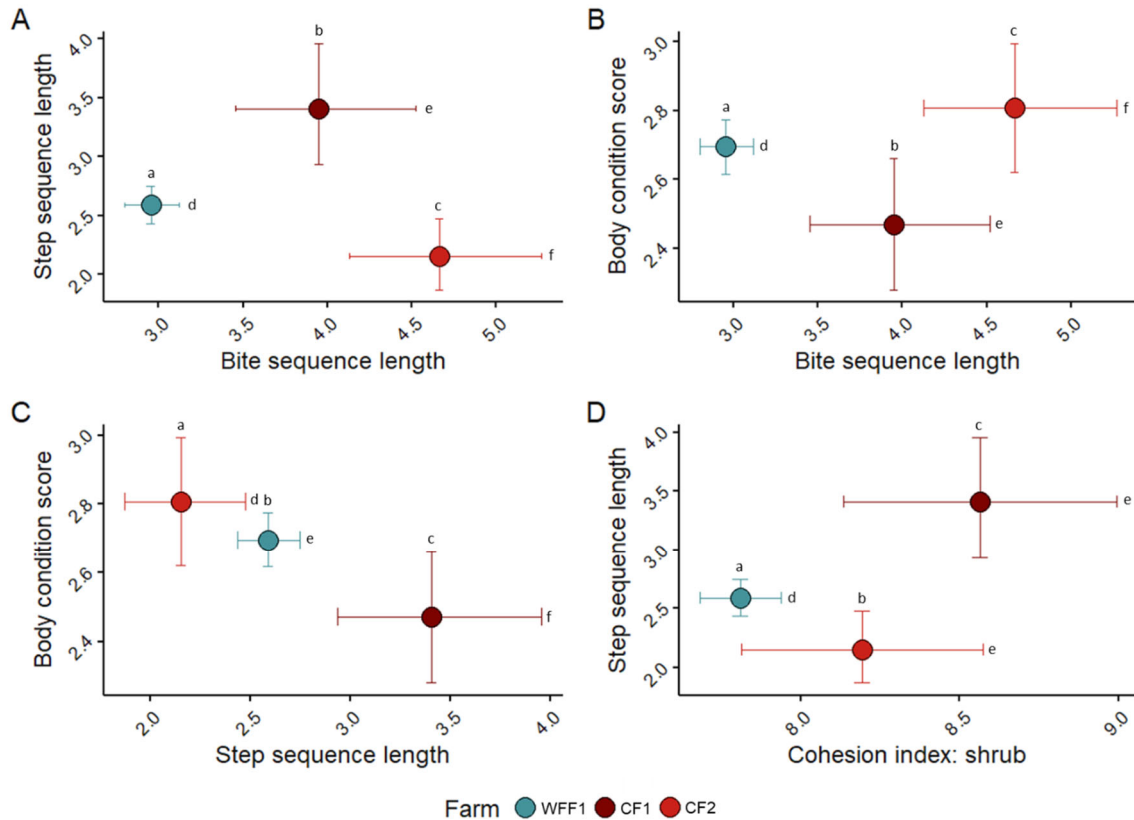 A
Step sequence length
4.0
3.5
3.0
2.5
2.0
b
e
a
d
c
f
3.0 3.5 4.0 4.5 5.0
Bite sequence length
B
Body condition score
3.0
2.8
2.6
2.4
c
f
a
d
b
e
3.0 3.5 4.0 4.5 5.0
Bite sequence length
C
Body condition score
3.0
2.8
2.6
2.4
a
d b
e
c
f
2.0 2.5 3.0 3.5 4.0
Step sequence length
D
Step sequence length
4.0
3.5
3.0
2.5
2.0
c
e
a
d
b
e
8.0 8.5 9.0
Cohesion index: shrub
Farm WFF1 CF1 CF2